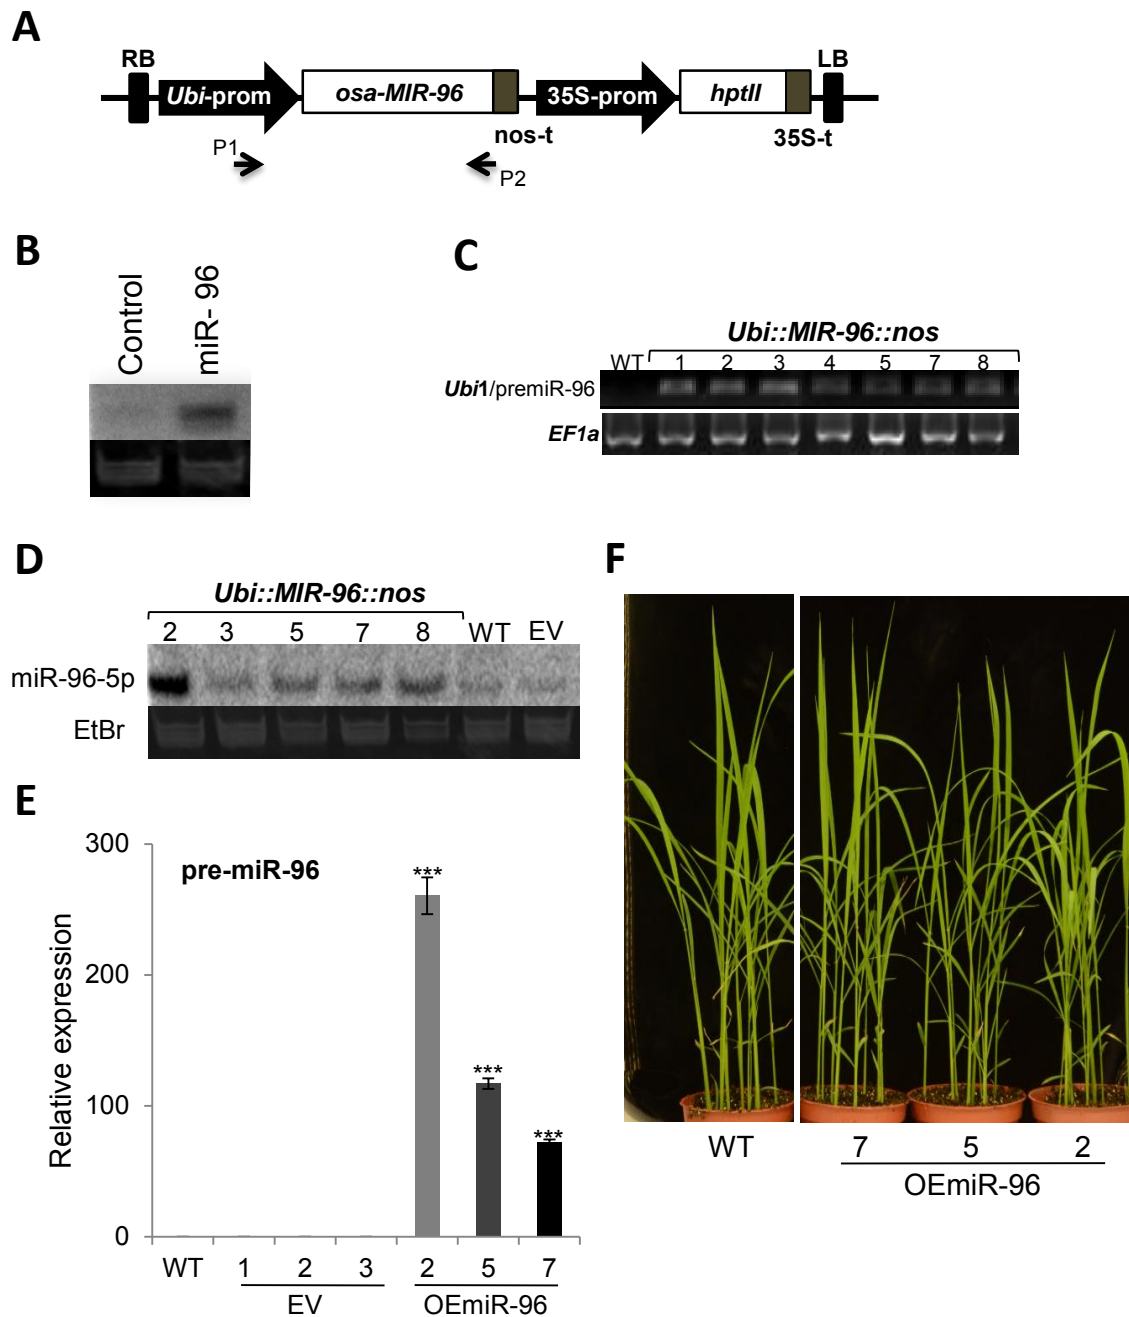 A
RB
LB
Ubi-prom
osa-MIR-96
35S-prom
hptII
nos-t
35S-t
P1
P2
B
Control
miR- 96
C
Ubi::MIR-96::nos
WT 1 2 3 4 5 7 8
Ubi1/premiR-96
EF1a
D
Ubi::MIR-96::nos
2 3 5 7 8 WT EV
miR-96-5p
EtBr
E
300
pre-miR-96
200
100
0
Relative expression
***
***
***
WT 1 2 3 2 5 7
EV OEmiR-96
F
WT 7 5 2
OEmiR-96